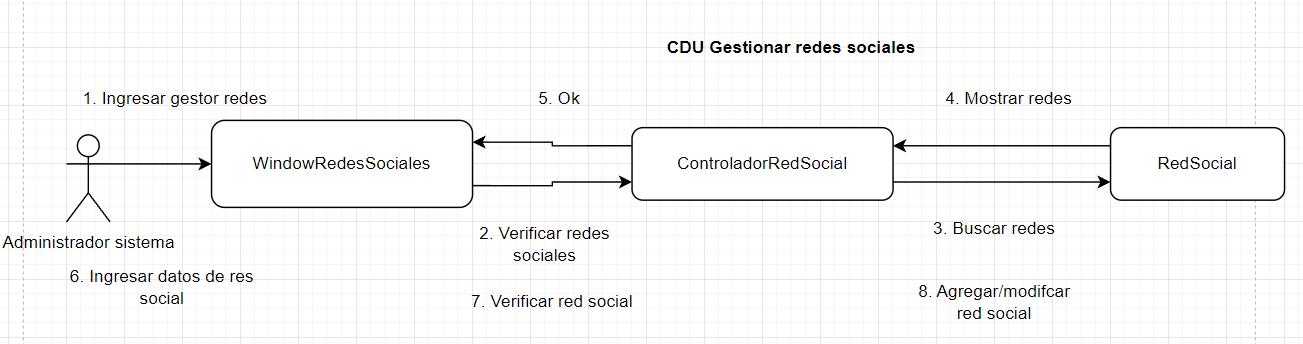 CDU Gestionar redes sociales
1. Ingresar gestor redes
5. Ok
4. Mostrar redes
WindowRedesSociales
ControladorRedSocial
RedSocial
Administrador sistema
2. Verificar redes
sociales
3. Buscar redes
6. Ingresar datos de res
social
7. Verificar red social
8. Agregar/modifcar
red social